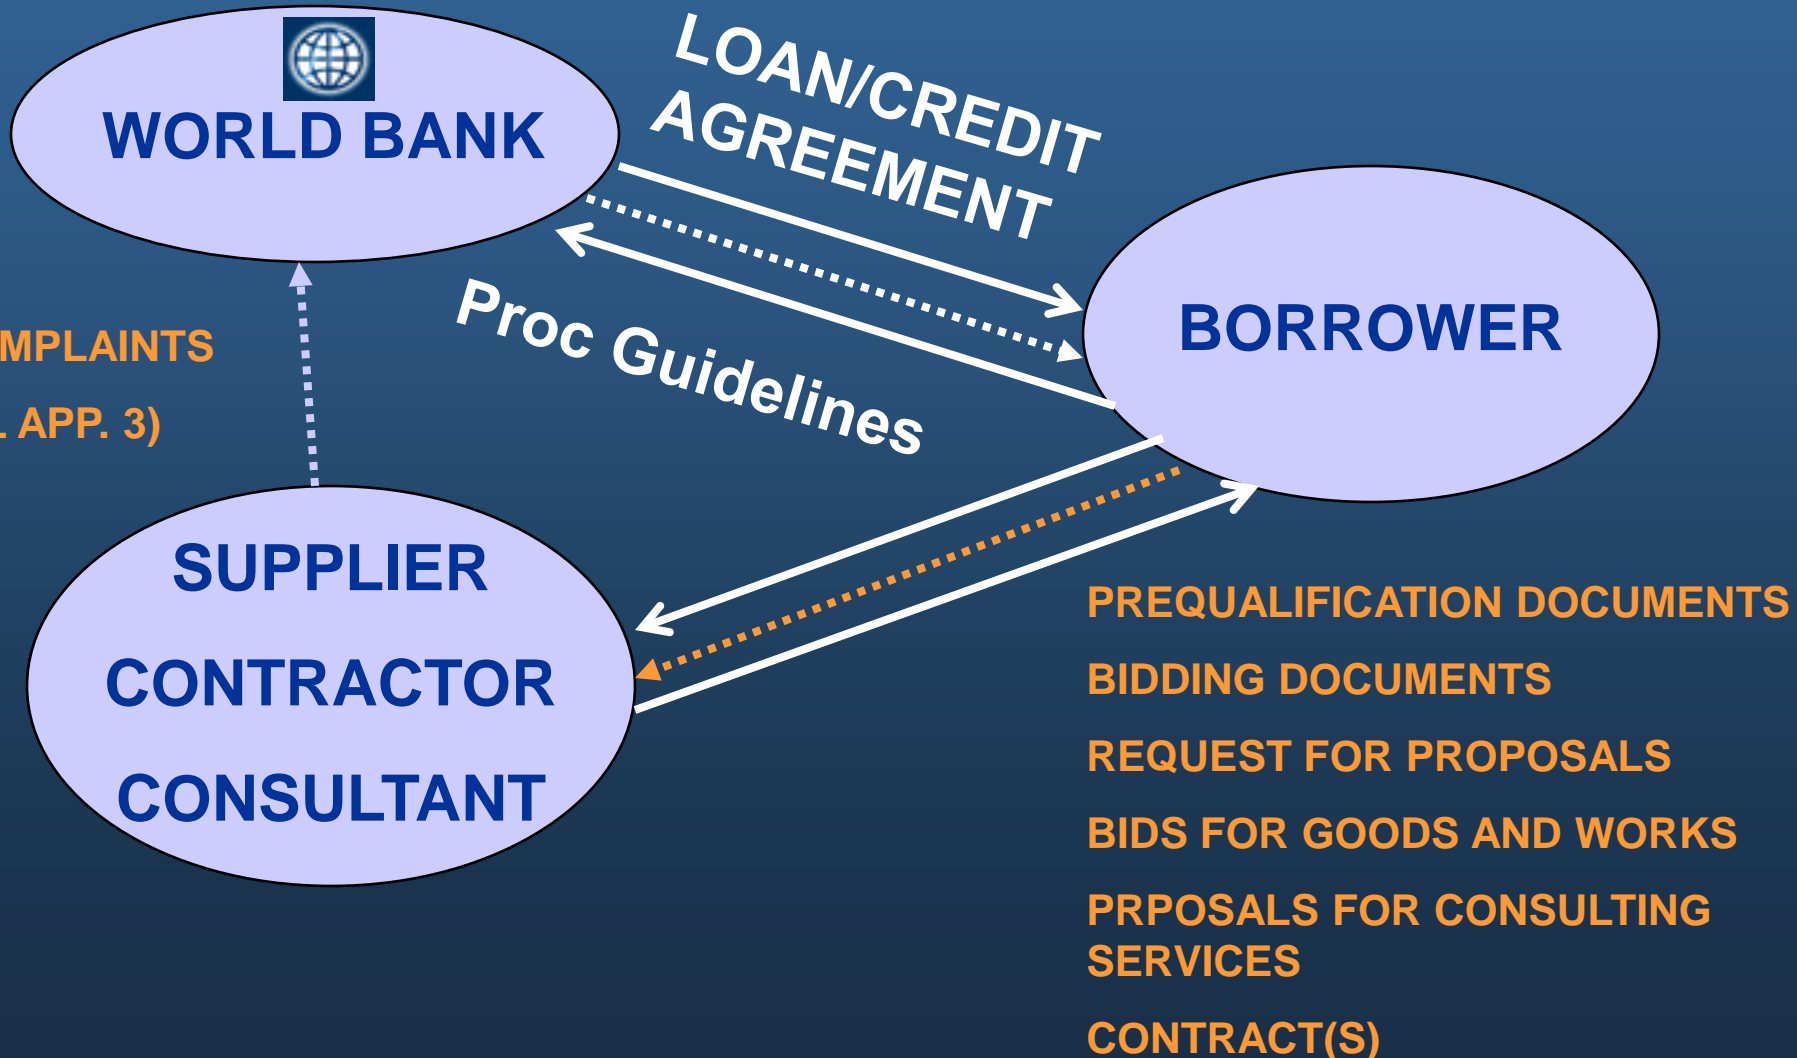 WORLD BANK
LOAN/CREDIT
AGREEMENT
Proc Guidelines
BORROWER
MPLAINTS
APP. 3)
SUPPLIER
CONTRACTOR
CONSULTANT
PREQUALIFICATION DOCUMENTS
BIDDING DOCUMENTS
REQUEST FOR PROPOSALS
BIDS FOR GOODS AND WORKS
PRPOSALS FOR CONSULTING
SERVICES
CONTRACT(S)